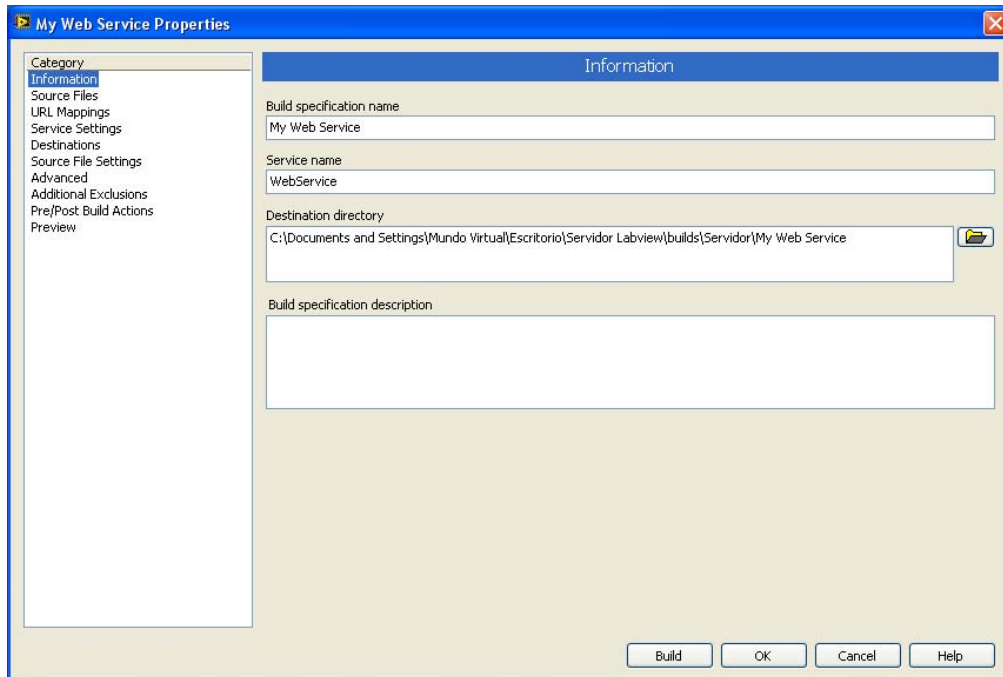 My Web Service Properties
Category
Information
Source Files
URL Mappings
Service Settings
Destinations
Source File Settings
Advanced
Additional Exclusions
Pre/Post Build Actions
Preview
Information
Build specification name
My Web Service
Service name
WebService
Destination directory
C:\Documents and Settings\Mundo Virtual\Escritorio\Servidor Labview\builds\Servidor\My Web Service
Build specification description
Build OK Cancel Help